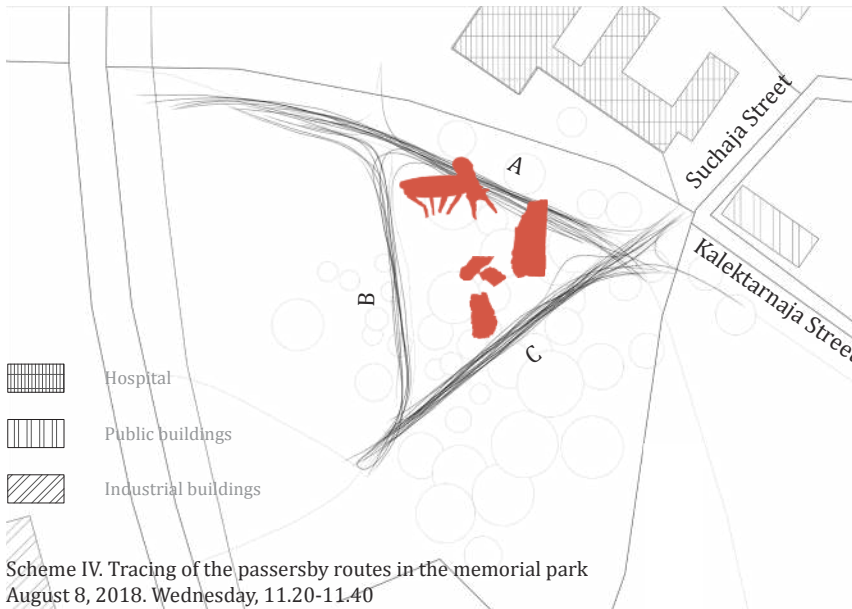 Suchaja Street
A
Kalektarnaja Street
B
C
Hospital
Public buildings
Industrial buildings
Scheme IV. Tracing of the passersby routes in the memorial park
August 8, 2018. Wednesday, 11.20-11.40